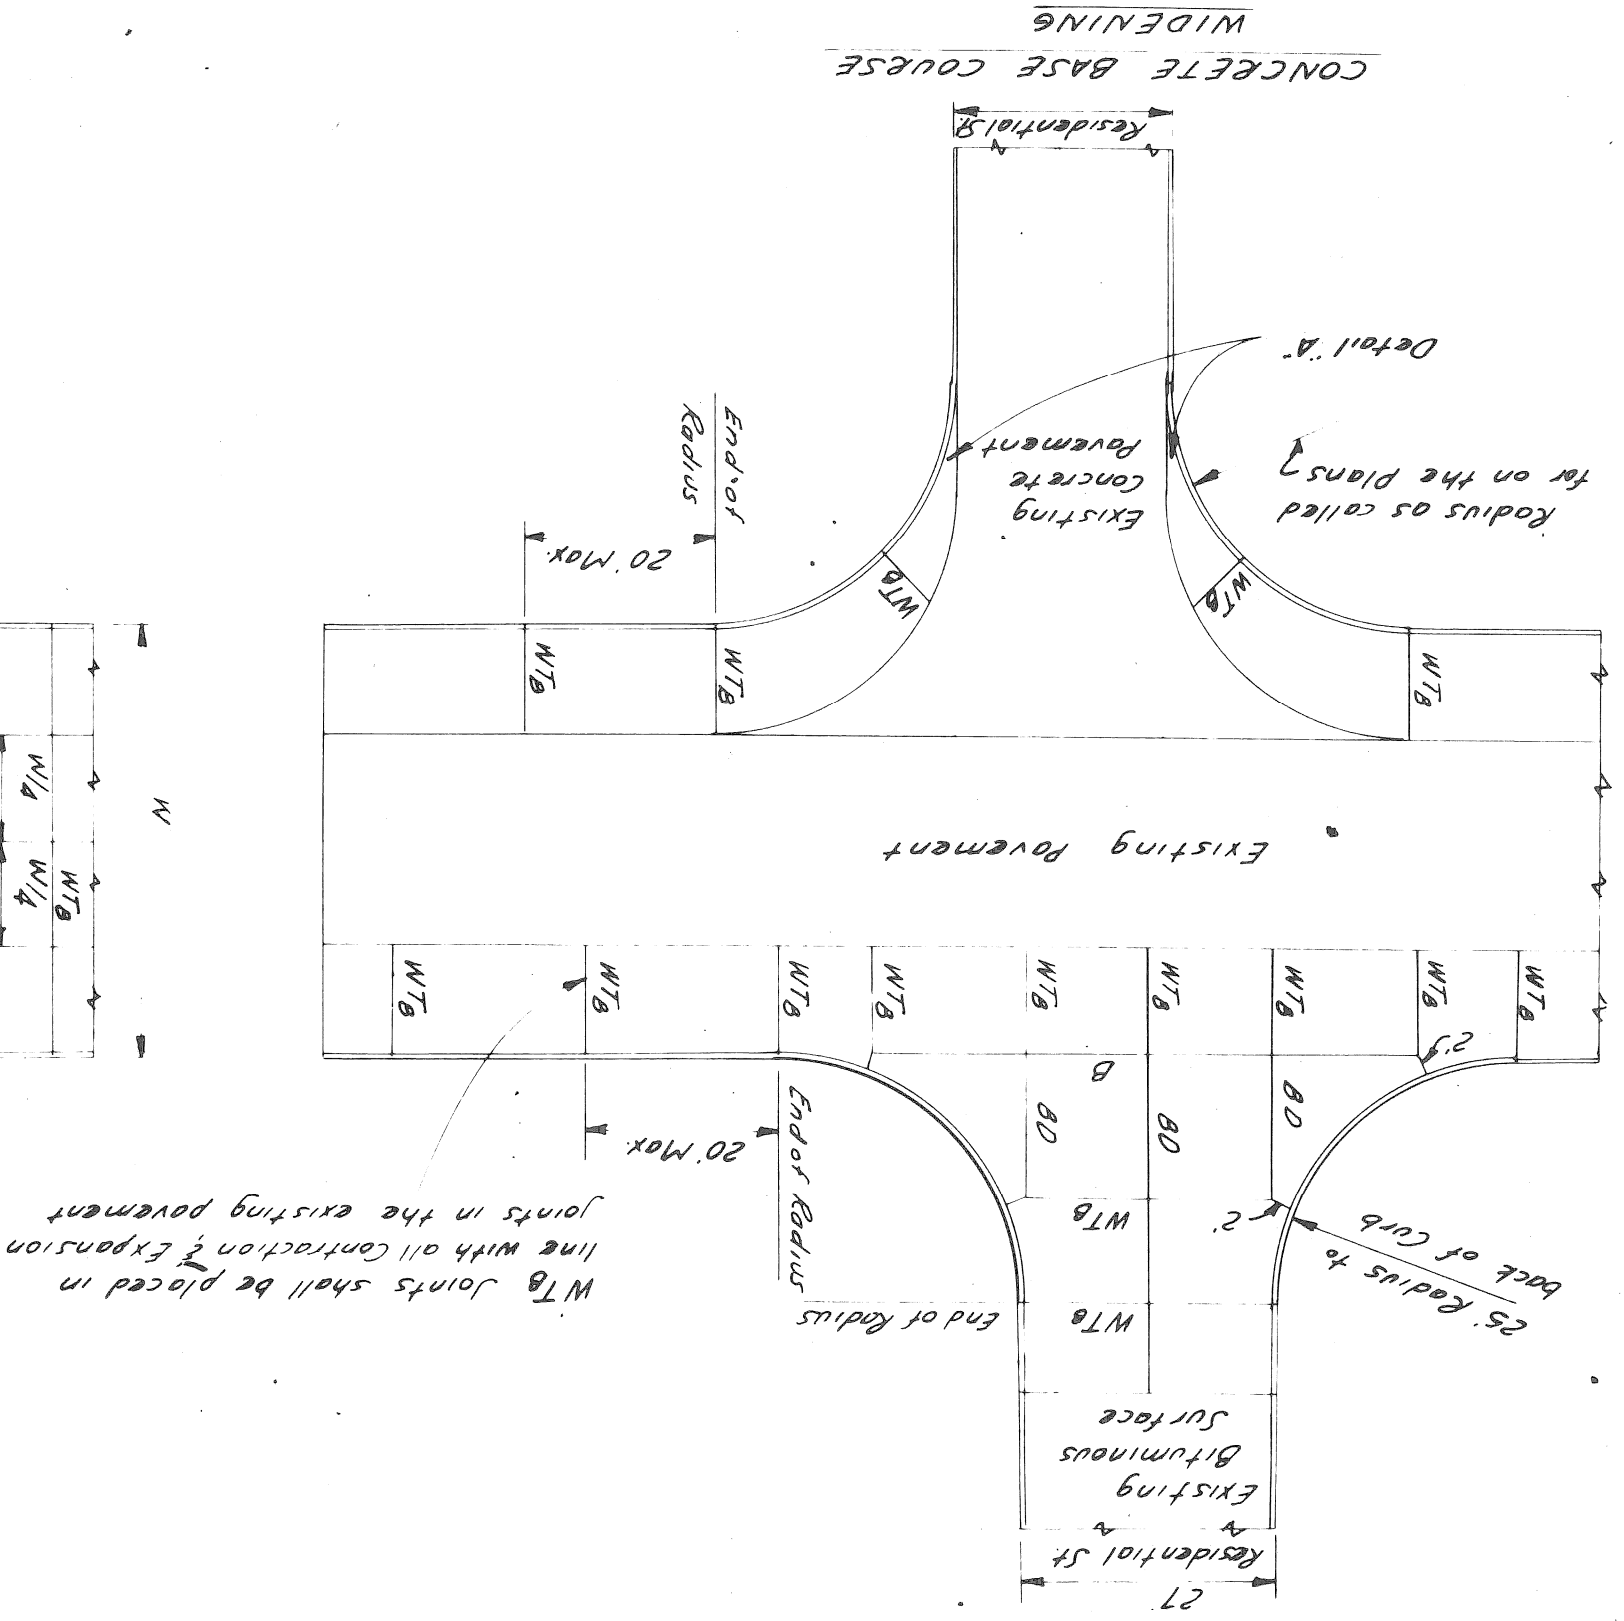 27'
Residential St.
Existing
Bituminous
Surface
25' Radius to
back of Curb
WTB
End of Radius
WTB Joints shall be placed in
line with all Contraction & Expansion
joints in the existing pavement
2'
WTB
End of Radius
20' Max.
BD
BD
BD
B
2'
WTB
WTB
WTB
WTB
WTB
WTB
WTB
WTB
WTB
WTB
W/4
Existing Pavement
W
W/4
WTB
WTB
WTB
WTB
WTB
20' Max.
End of
Radius
Radius as called
for on the Plans
Existing
Concrete
Pavement
Detail "A"
Residential St.
CONCRETE BASE COURSE
WIDENING